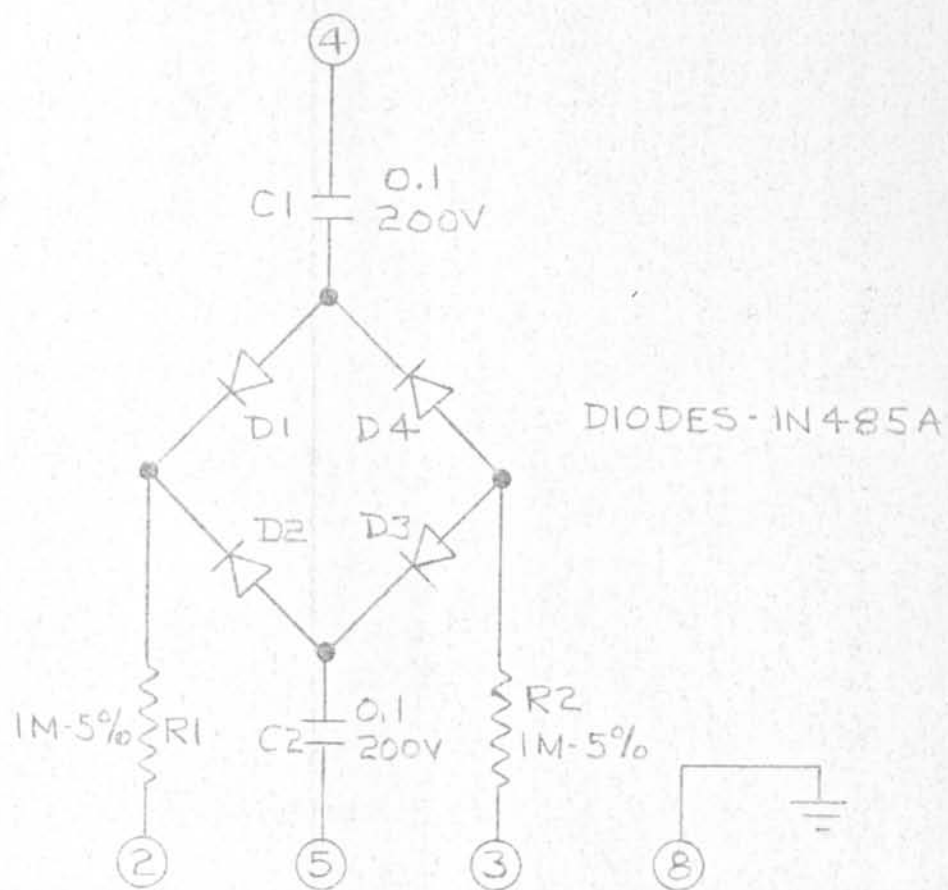 4
C1 0.1
200V
D1 D4
DIODES - 1N485A
D2 D3
1M-5% R1
C2 0.1
200V
R2
1M-5%
2 5 3 8